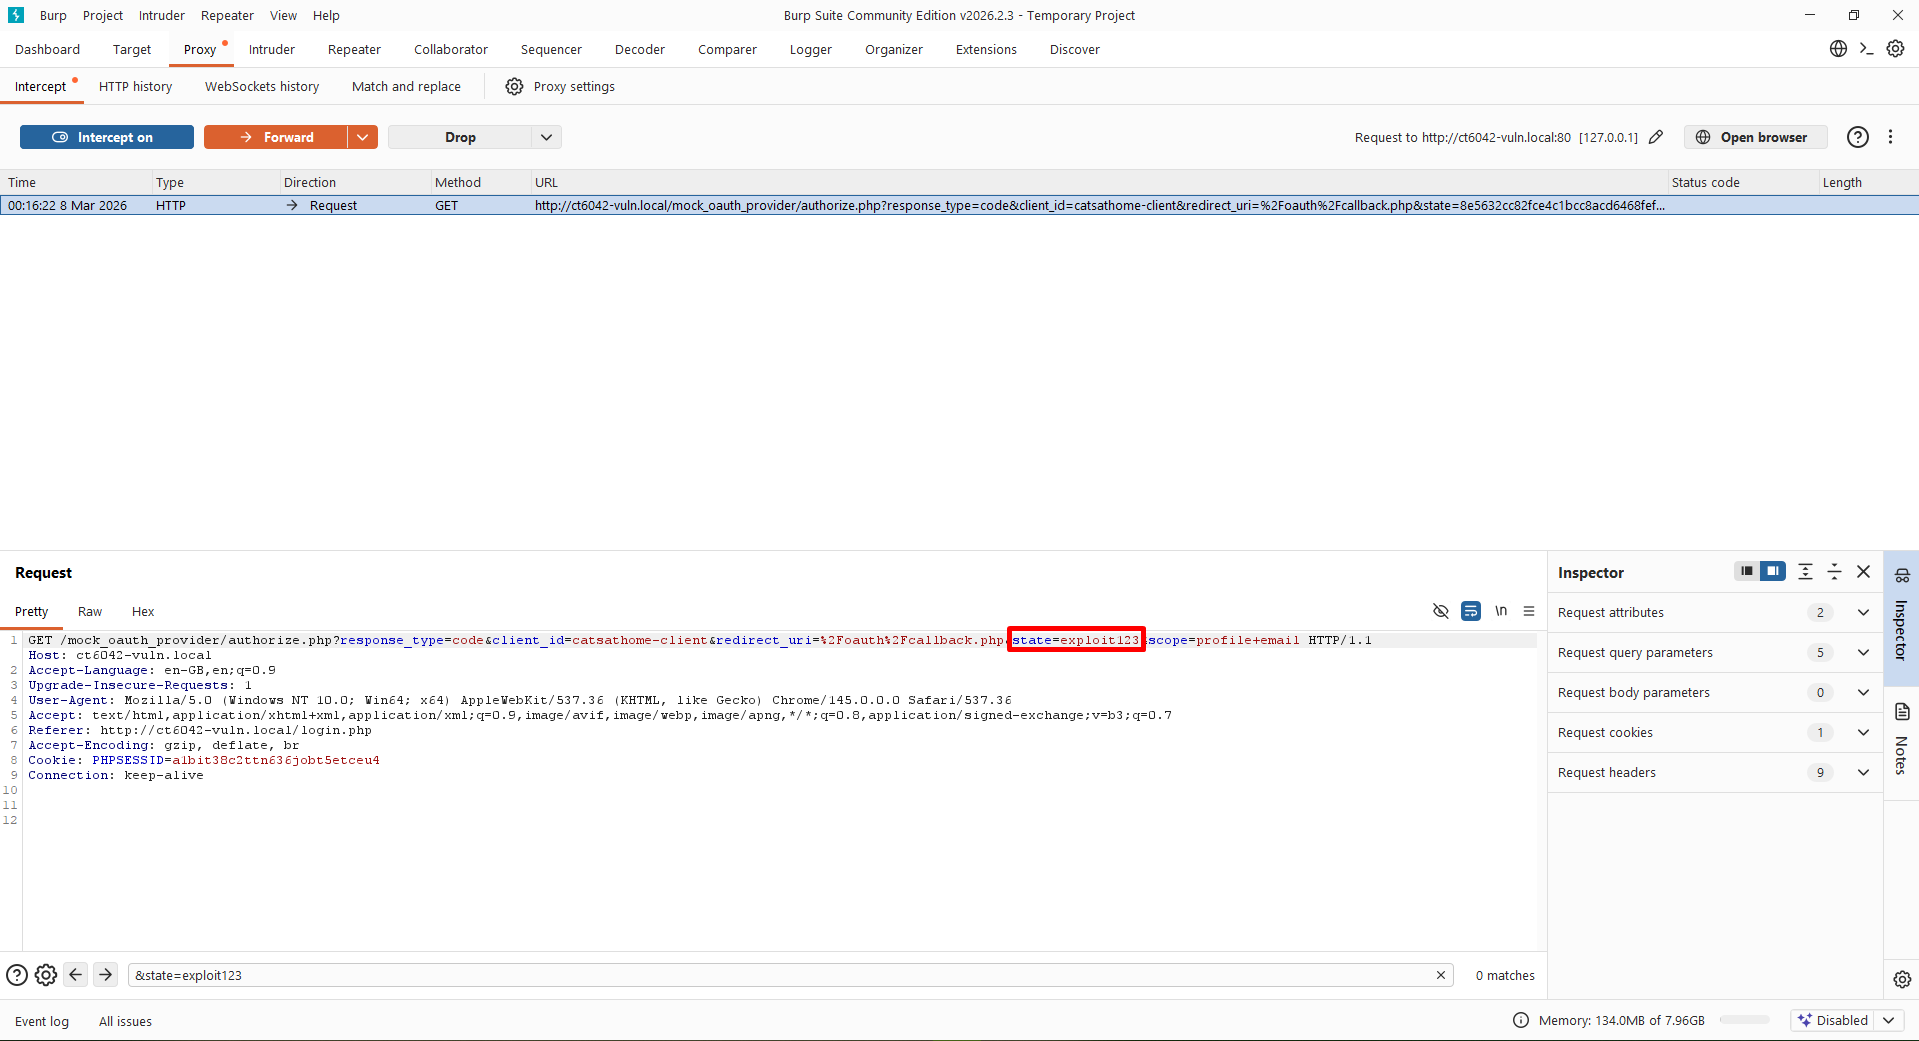 Burp Project Intruder Repeater View Help Burp Suite Community Edition v2026.2.3 - Temporary Project
Dashboard Target Proxy Intruder Repeater Collaborator Sequencer Decoder Comparer Logger Organizer Extensions Discover
Intercept HTTP history WebSockets history Match and replace Proxy settings
Intercept on Forward Drop Request to http://ct6042-vuln.local:80 [127.0.0.1] Open browser
Time Type Direction Method URL Status code Length
00:16:22 8 Mar 2026 HTTP Request GET http://ct6042-vuln.local/mock_oauth_provider/authorize.php?response_type=code&client_id=catsathome-client&redirect_uri=%2Foauth%2Fcallback.php&state=8e5632cc82fce4c1bcc8acd6468fef...
Request
Pretty Raw Hex \n
1 GET /mock_oauth_provider/authorize.php?response_type=code&client_id=catsathome-client&redirect_uri=%2Foauth%2Fcallback.php&state=exploit123&scope=profile+email HTTP/1.1
Host: ct6042-vuln.local
2 Accept-Language: en-GB,en;q=0.9
3 Upgrade-Insecure-Requests: 1
4 User-Agent: Mozilla/5.0 (Windows NT 10.0; Win64; x64) AppleWebKit/537.36 (KHTML, like Gecko) Chrome/145.0.0.0 Safari/537.36
5 Accept: text/html,application/xhtml+xml,application/xml;q=0.9,image/avif,image/webp,image/apng,*/*;q=0.8,application/signed-exchange;v=b3;q=0.7
6 Referer: http://ct6042-vuln.local/login.php
7 Accept-Encoding: gzip, deflate, br
8 Cookie: PHPSESSID=albit38c2ttn636jobt5etceu4
9 Connection: keep-alive
10
11
12
Inspector
Request attributes 2
Request query parameters 5
Request body parameters 0
Request cookies 1
Request headers 9
Inspector
Notes
&state=exploit123 0 matches
Event log All issues Memory: 134.0MB of 7.96GB Disabled